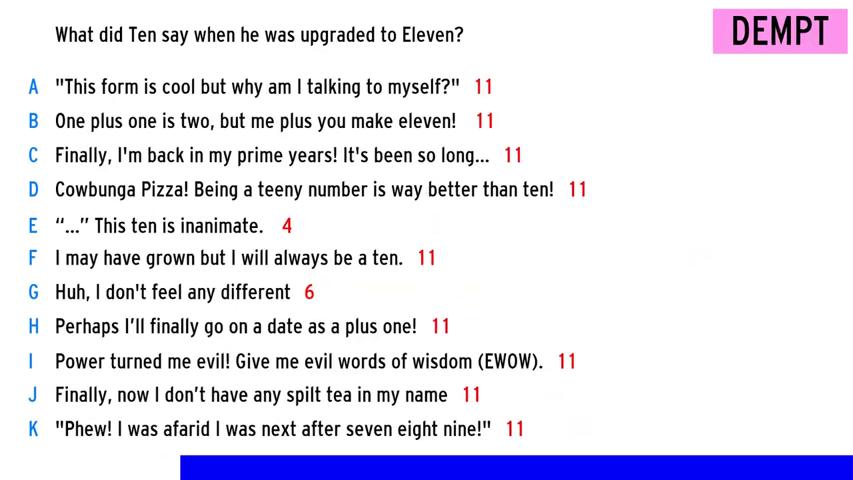 What did Ten say when he was upgraded to Eleven?
DEMPT
A "This form is cool but why am I talking to myself?" 11
B One plus one is two, but me plus you make eleven! 11
C Finally, I'm back in my prime years! It's been so long... 11
D Cowbunga Pizza! Being a teeny number is way better than ten! 11
E “...” This ten is inanimate. 4
F I may have grown but I will always be a ten. 11
G Huh, I don't feel any different 6
H Perhaps I’ll finally go on a date as a plus one! 11
I Power turned me evil! Give me evil words of wisdom (EWOW). 11
J Finally, now I don’t have any spilt tea in my name 11
K "Phew! I was afarid I was next after seven eight nine!" 11